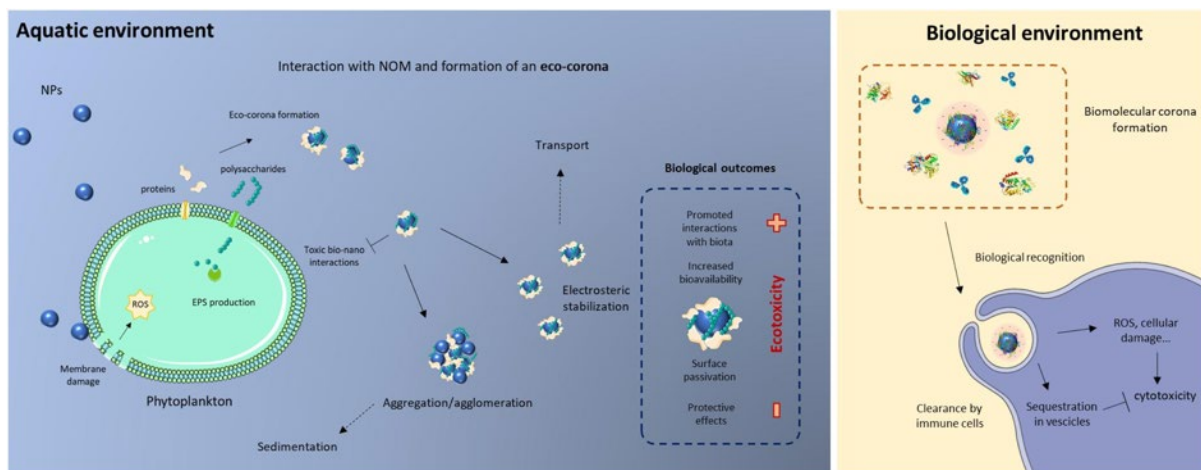 Aquatic environment
Interaction with NOM and formation of an eco-corona
NPs
Eco-corona formation
polysaccharides
proteins
Toxic bio-nano
interactions
EPS production
ROS
Membrane
damage
Phytoplankton
Transport
Electrosteric
stabilization
Aggregation/agglomeration
Sedimentation
Biological outcomes
Promoted
interactions
with biota
+
Increased
bioavailability
Ecotoxicity
Surface
passivation
Protective
effects
-
Biological environment
Biomolecular corona
formation
Biological recognition
ROS, cellular
damage...
cytotoxicity
Sequestration
in vesicles
Clearance by
immune cells